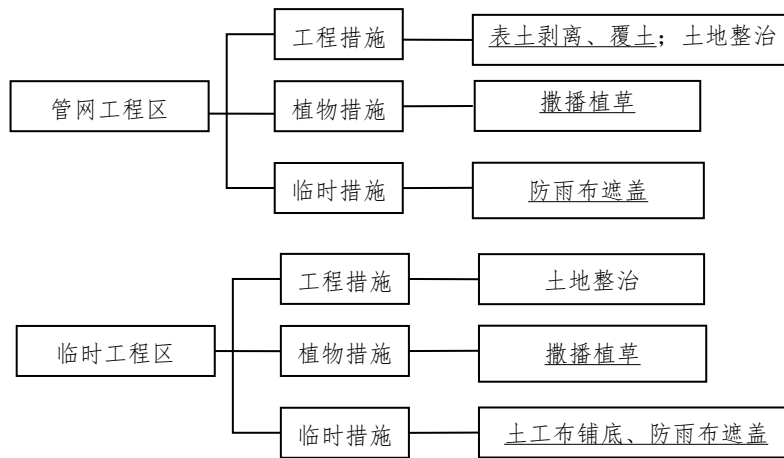 工程措施
表土剥离、覆土；土地整治
管网工程区
植物措施
撒播植草
临时措施
防雨布遮盖
工程措施
土地整治
临时工程区
植物措施
撒播植草
临时措施
土工布铺底、防雨布遮盖